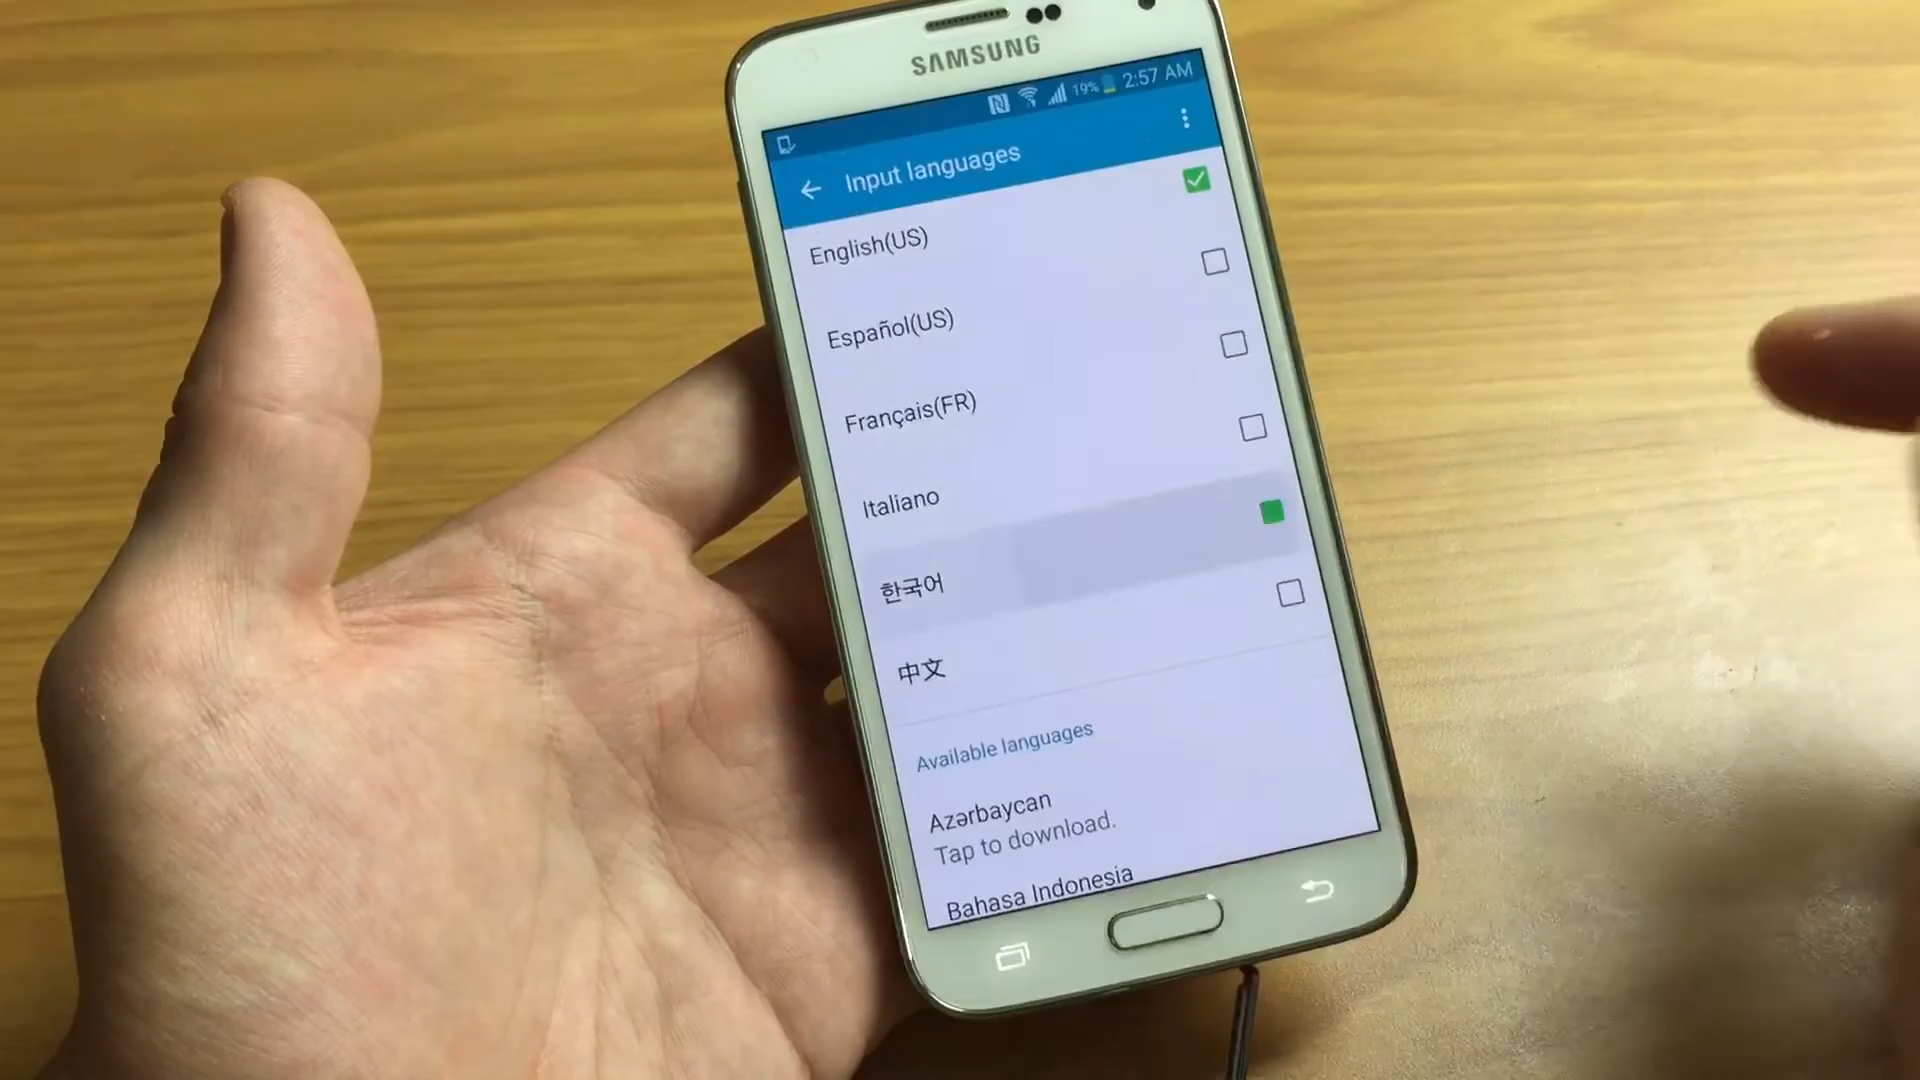 SAMSUNG
19% 2:57 AM
Input languages
English(US)
Español(US)
Français(FR)
Italiano
한국어
中文
Available languages
Azərbaycan
Tap to download.
Bahasa Indonesia